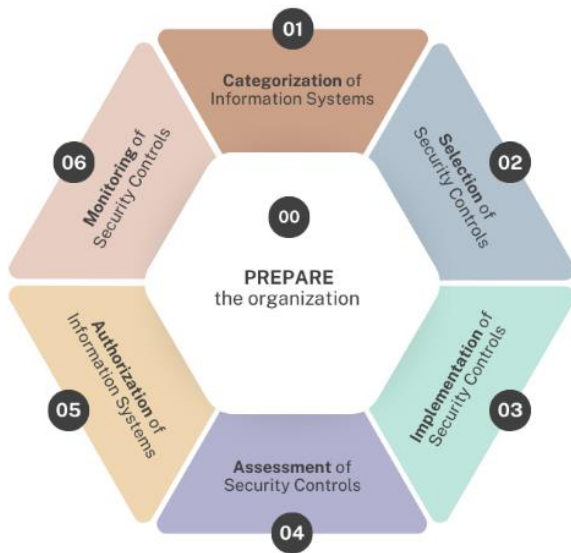 01
Categorization of
Information Systems
02
Selection of
Security Controls
03
Implementation of
Security Controls
04
Assessment of
Security Controls
05
Authorization of
Information Systems
06
Monitoring of
Security Controls
00
PREPARE
the organization